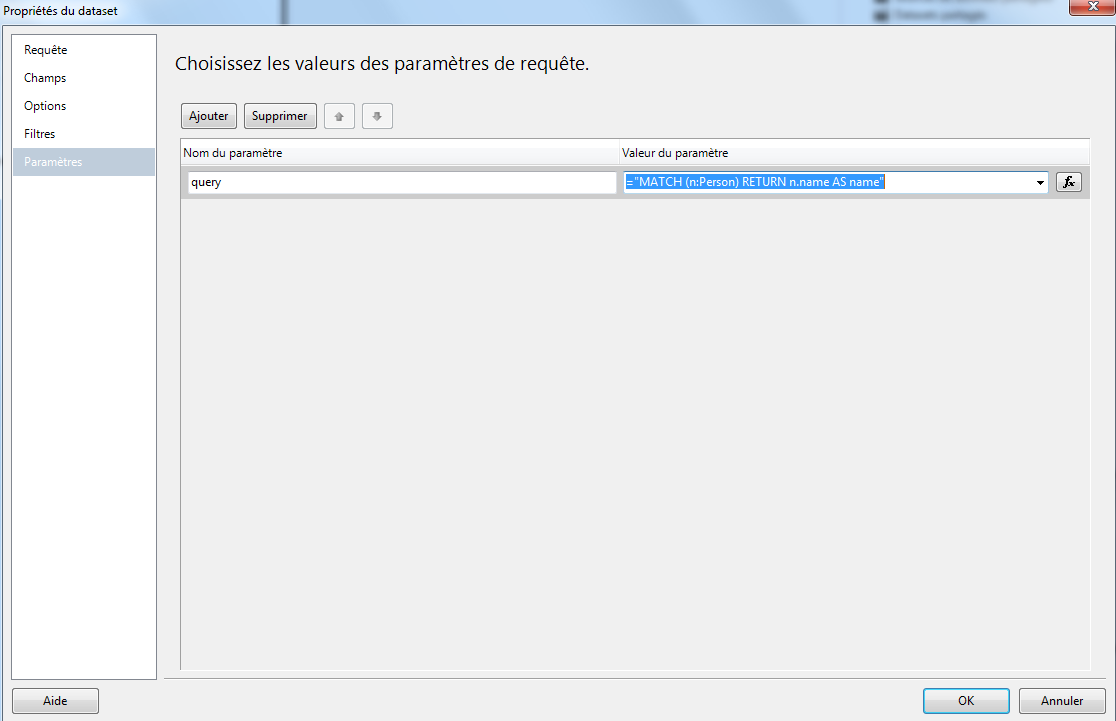 Propriétés du dataset
Requête
Champs
Options
Filtres
Paramètres
Choisissez les valeurs des paramètres de requête.
Ajouter Supprimer
Nom du paramètre Valeur du paramètre
query ="MATCH (n:Person) RETURN n.name AS name" fx
Aide OK Annuler